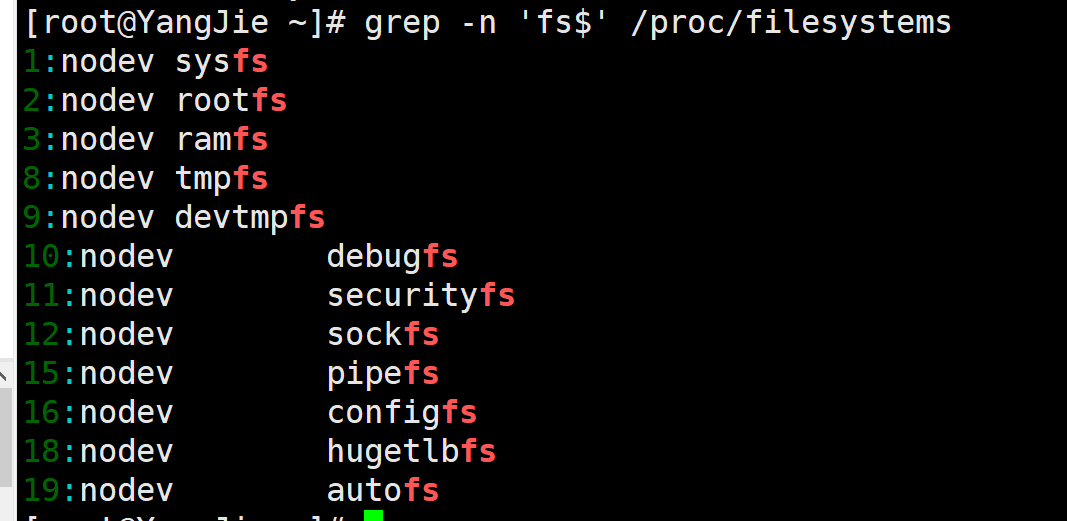 [root@YangJie ~]# grep -n 'fs$' /proc/filesystems
1:nodev sysfs
2:nodev rootfs
3:nodev ramfs
8:nodev tmpfs
9:nodev devtmpfs
10:nodev        debugfs
11:nodev        securityfs
12:nodev        sockfs
15:nodev        pipefs
16:nodev        configfs
18:nodev        hugetlbfs
19:nodev        autofs
[root@YangJie ~]#